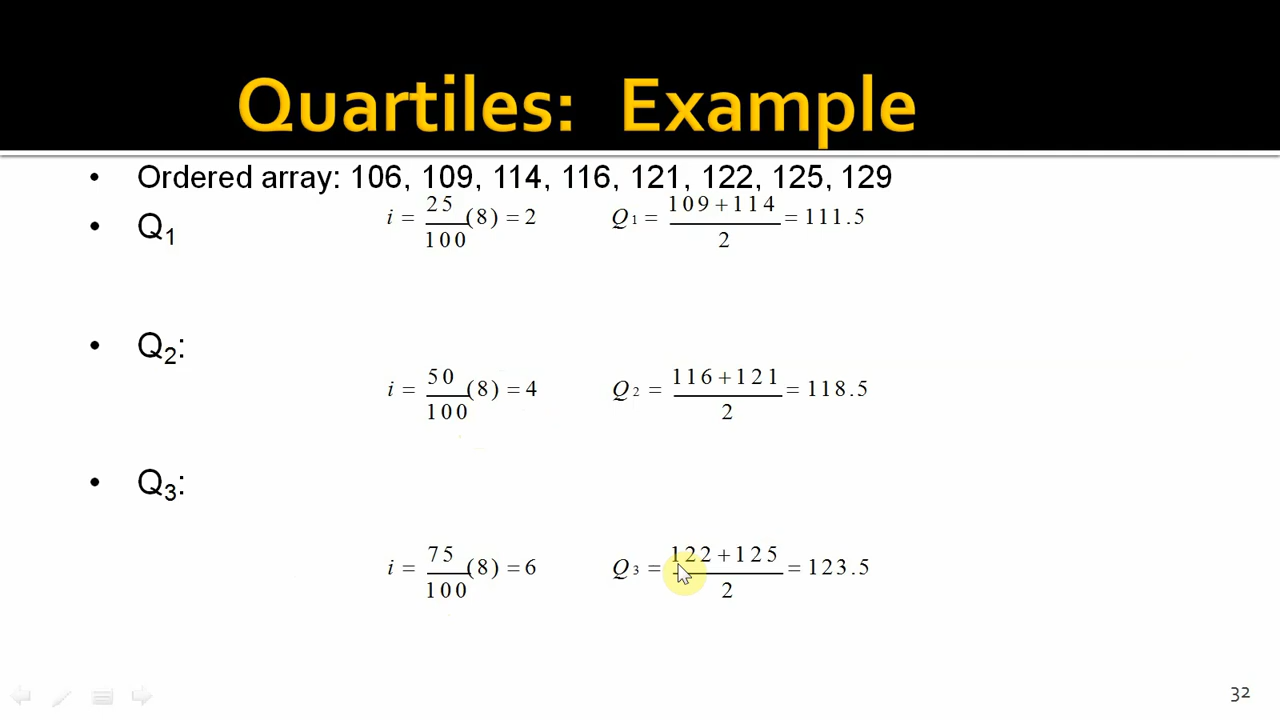 Quartiles: Example
• Ordered array: 106, 109, 114, 116, 121, 122, 125, 129
• Q₁ i = 25/100 (8) = 2 Q₁ = (109+114)/2 = 111.5
• Q₂:
i = 50/100 (8) = 4 Q₂ = (116+121)/2 = 118.5
• Q₃:
i = 75/100 (8) = 6 Q₃ = (122+125)/2 = 123.5
32